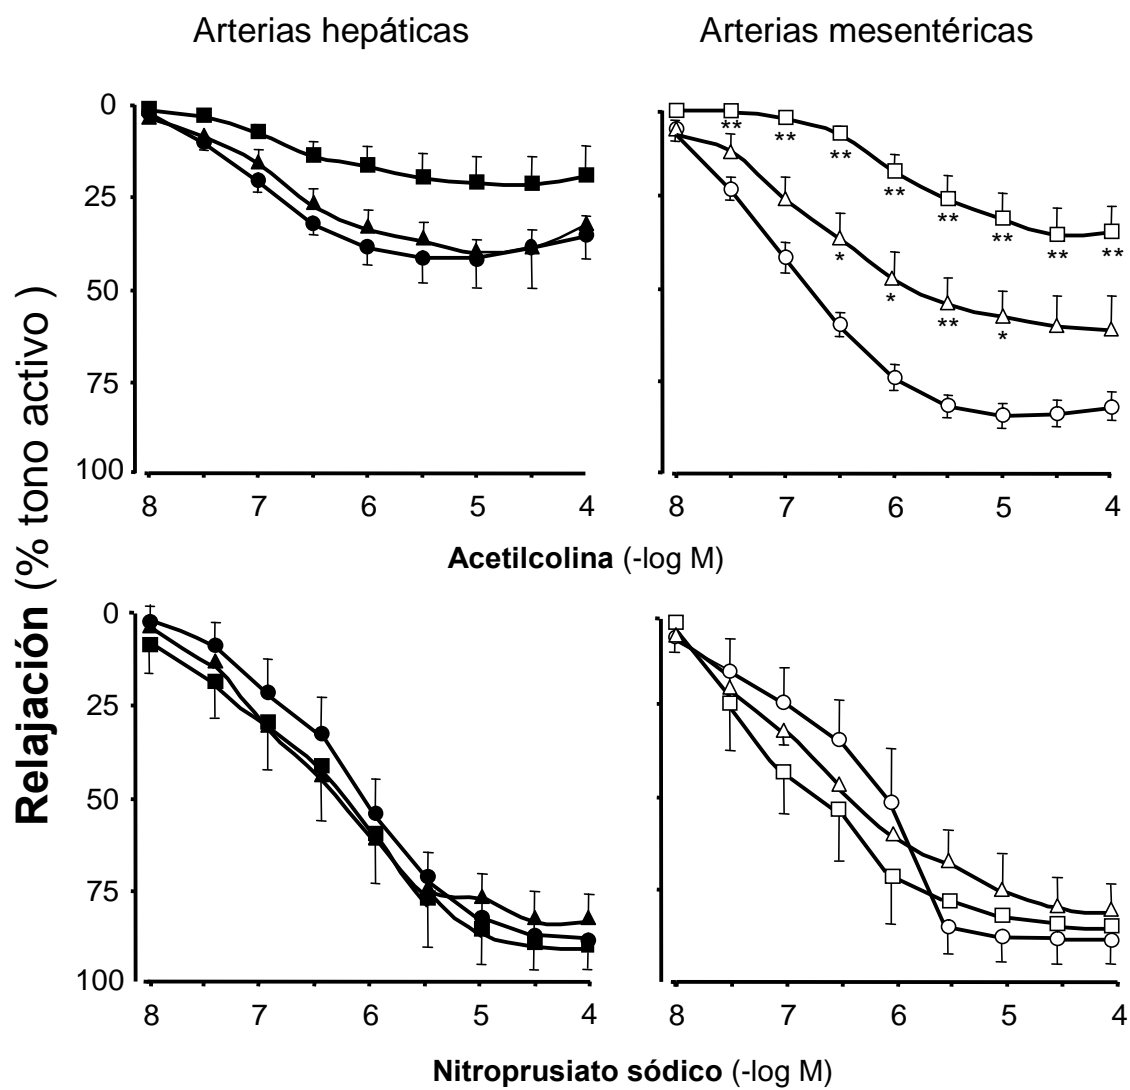 Arterias hepáticas
Arterias mesentéricas
Relajación (% tono activo )
0
25
50
75
100
** ** ** ** ** ** ** **
* * ** *
8 7 6 5 4
8 7 6 5 4
Acetilcolina (-log M)
0
25
50
75
100
8 7 6 5 4
8 7 6 5 4
Nitroprusiato sódico (-log M)